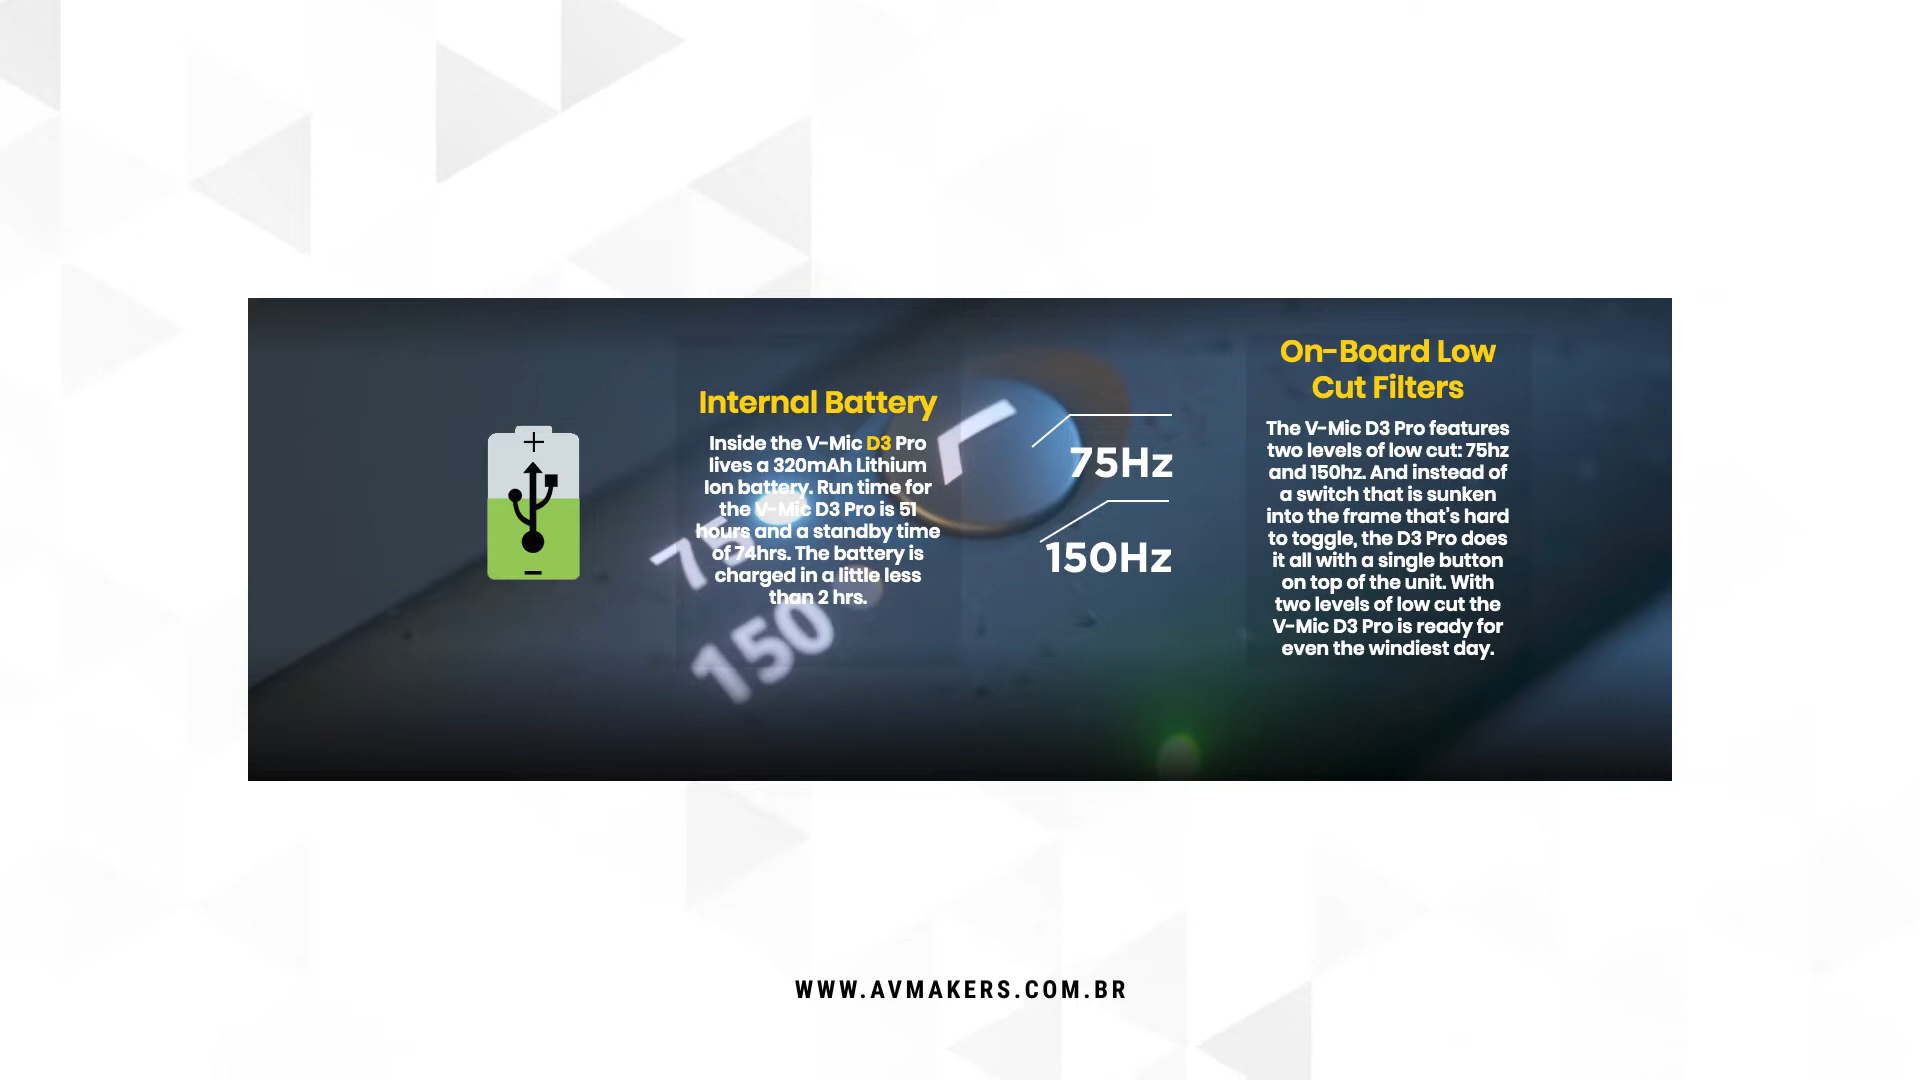 Internal Battery
Inside the V-Mic D3 Pro
lives a 320mAh Lithium
Ion battery. Run time for
the V-Mic D3 Pro is 51
hours and a standby time
of 74hrs. The battery is
charged in a little less
than 2 hrs.
75
150
75Hz
150Hz
On-Board Low
Cut Filters
The V-Mic D3 Pro features
two levels of low cut: 75hz
and 150hz. And instead of
a switch that is sunken
into the frame that's hard
to toggle, the D3 Pro does
it all with a single button
on top of the unit. With
two levels of low cut the
V-Mic D3 Pro is ready for
even the windiest day.
WWW.AVMAKERS.COM.BR